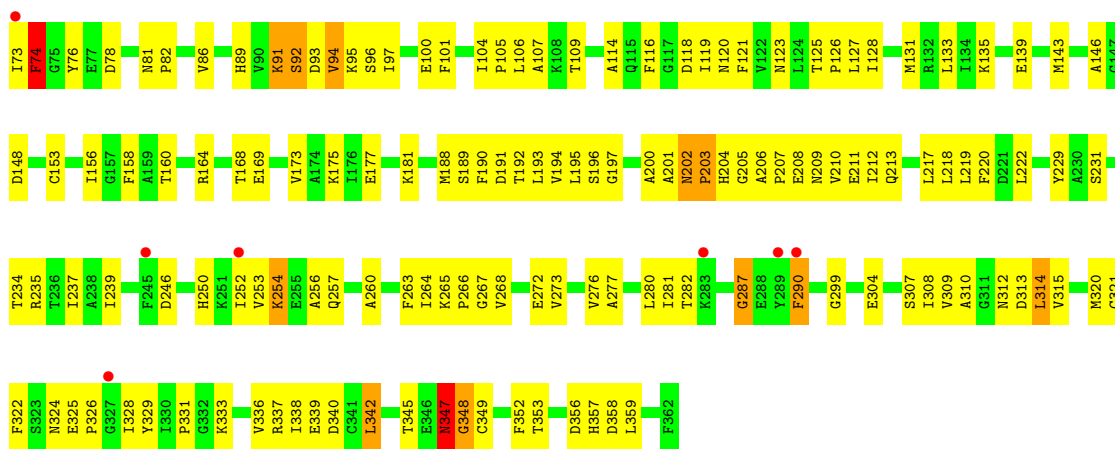 I73 F74 G75 Y76 E77 D78 N81 P82 V86 H89 V90 K91 S92 D93 V94 K95 S96 I97 E100 F101 I104 P105 L106 A107 K108 T109 A114 Q115 F116 G117 D118 I119 N120 F121 V122 N123 L124 T125 P126 L127 I128 M131 R132 L133 I134 K135 E139 M143 A146 G147
D148 C153 I156 G157 F158 A159 T160 R164 T168 E169 V173 A174 K175 I176 E177 K181 M188 S189 F190 D191 T192 L193 V194 L195 S196 G197 A200 A201 N202 P203 H204 G205 A206 P207 E208 N209 V210 E211 I212 Q213 L217 L218 L219 F220 D221 L222 Y229 A230 S231
T234 R235 T236 I237 A238 I239 F245 D246 H250 K251 I252 V253 K254 E255 A256 Q257 A260 F263 I264 K265 P266 G267 V268 E272 V273 V276 A277 L280 I281 T282 K283 G287 E288 Y289 F290 G299 E304 S307 I308 V309 A310 G311 N312 D313 L314 V315 M320 G321
F322 S323 N324 E325 P326 G327 I328 Y329 I330 P331 G332 K333 V336 R337 I338 E339 D340 C341 L342 T345 E346 N347 G348 C349 F352 T353 D356 H357 D358 L359 F362